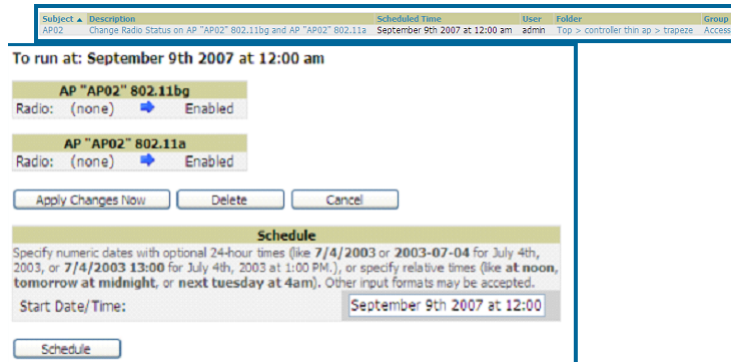 Subject ▲ Description Scheduled Time User Folder Group
AP02 Change Radio Status on AP "AP02" 802.11bg and AP "AP02" 802.11a September 9th 2007 at 12:00 am admin Top > controller thin ap > trapeze Access
To run at: September 9th 2007 at 12:00 am
AP "AP02" 802.11bg
Radio: (none) Enabled
AP "AP02" 802.11a
Radio: (none) Enabled
Apply Changes Now Delete Cancel
Schedule
Specify numeric dates with optional 24-hour times (like 7/4/2003 or 2003-07-04 for July 4th,
2003, or 7/4/2003 13:00 for July 4th, 2003 at 1:00 PM.), or specify relative times (like at noon,
tomorrow at midnight, or next tuesday at 4am). Other input formats may be accepted.
Start Date/Time: September 9th 2007 at 12:00
Schedule